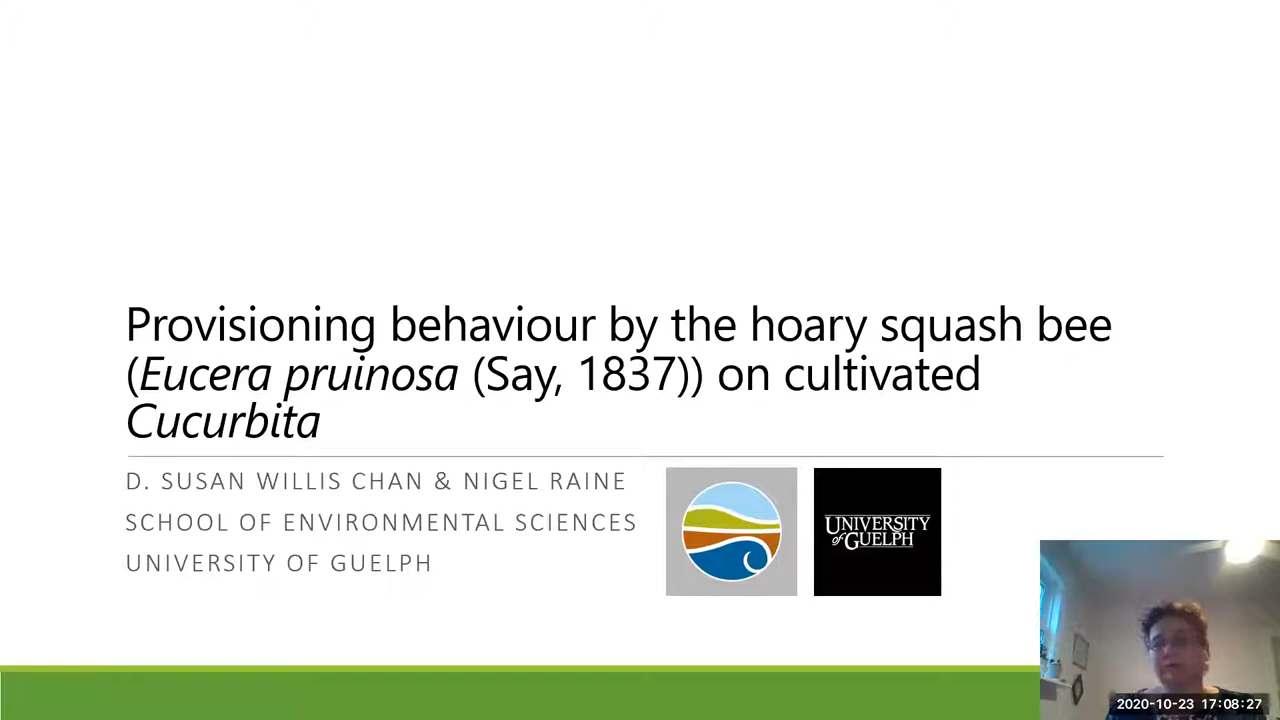 Provisioning behaviour by the hoary squash bee
(Eucera pruinosa (Say, 1837)) on cultivated
Cucurbita
D. SUSAN WILLIS CHAN & NIGEL RAINE
SCHOOL OF ENVIRONMENTAL SCIENCES
UNIVERSITY OF GUELPH
UNIVERSITY
of GUELPH
2020-10-23 17:08:27